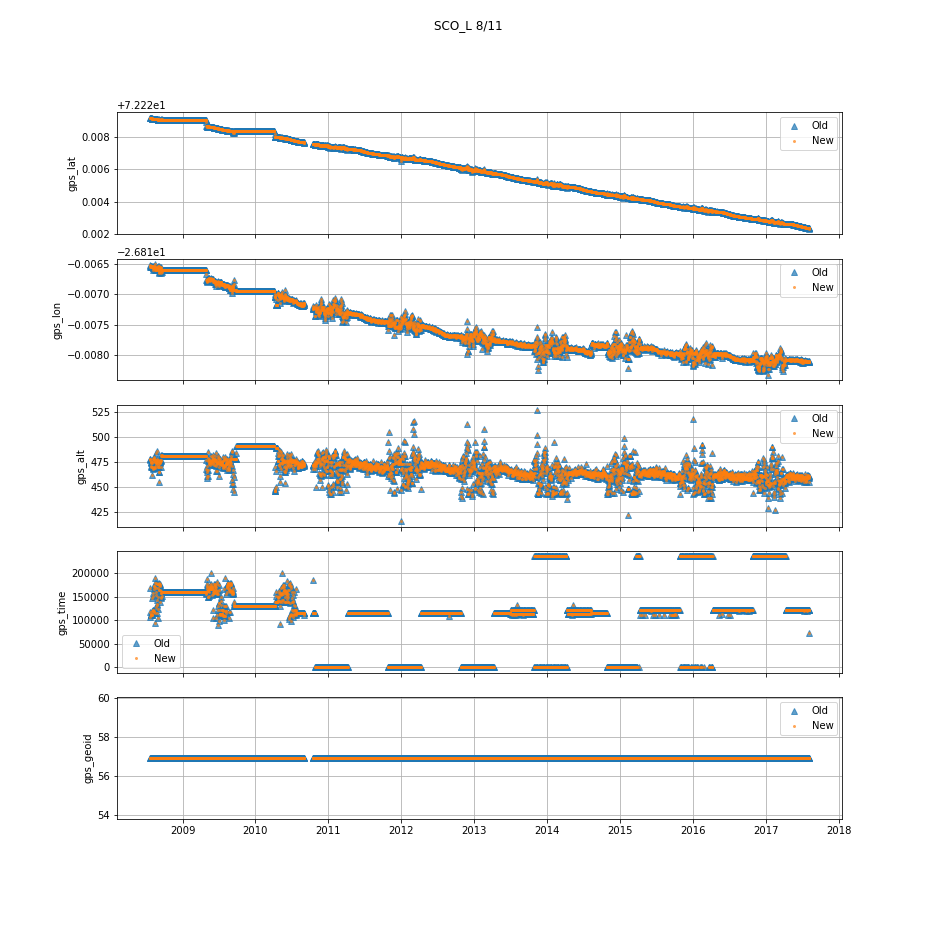 SCO_L 8/11
+7.222e1
0.008
0.006
0.004
0.002
gps_lat
Old
New
−2.681e1
−0.0065
−0.0070
−0.0075
−0.0080
gps_lon
Old
New
525
500
475
450
425
gps_alt
Old
New
200000
150000
100000
50000
0
gps_time
Old
New
60
58
56
54
gps_geoid
Old
New
2009 2010 2011 2012 2013 2014 2015 2016 2017 2018